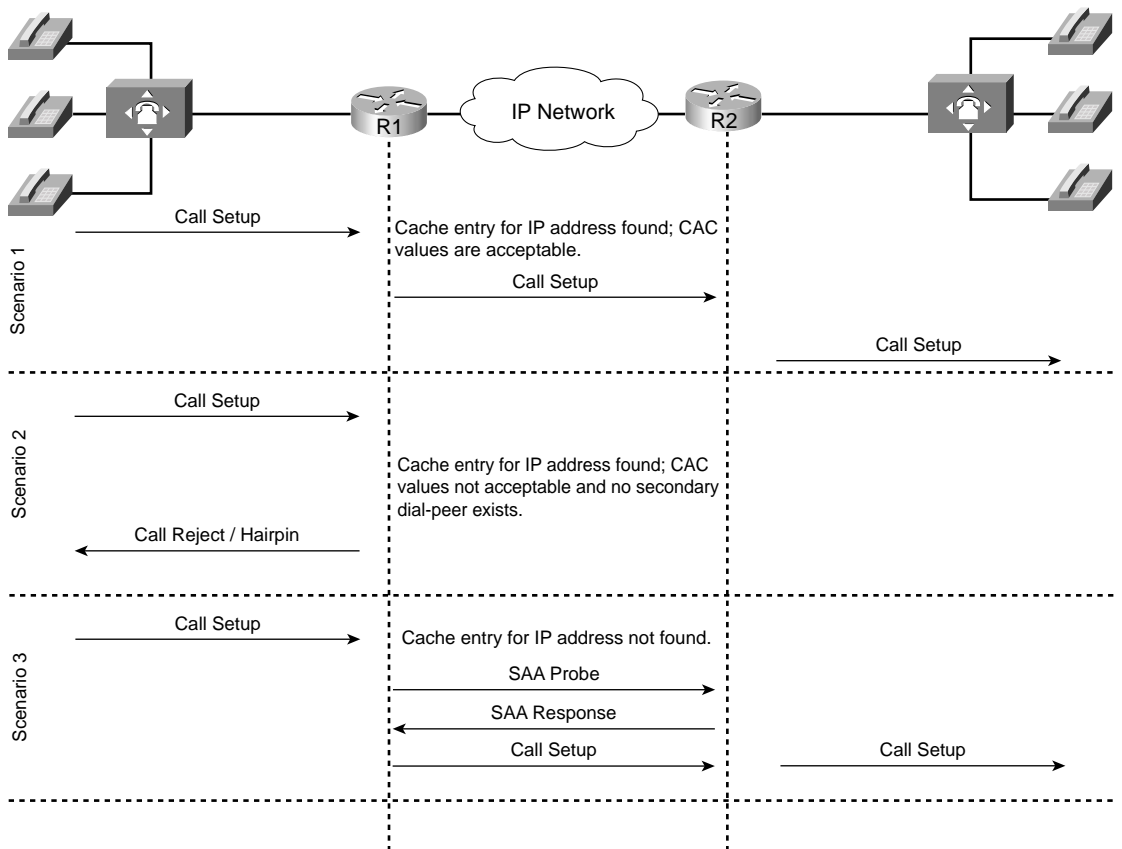 R1
IP Network
R2
Scenario 1
Call Setup
Cache entry for IP address found; CAC
values are acceptable.
Call Setup
Call Setup
Scenario 2
Call Setup
Cache entry for IP address found; CAC
values not acceptable and no secondary
dial-peer exists.
Call Reject / Hairpin
Scenario 3
Call Setup
Cache entry for IP address not found.
SAA Probe
SAA Response
Call Setup
Call Setup